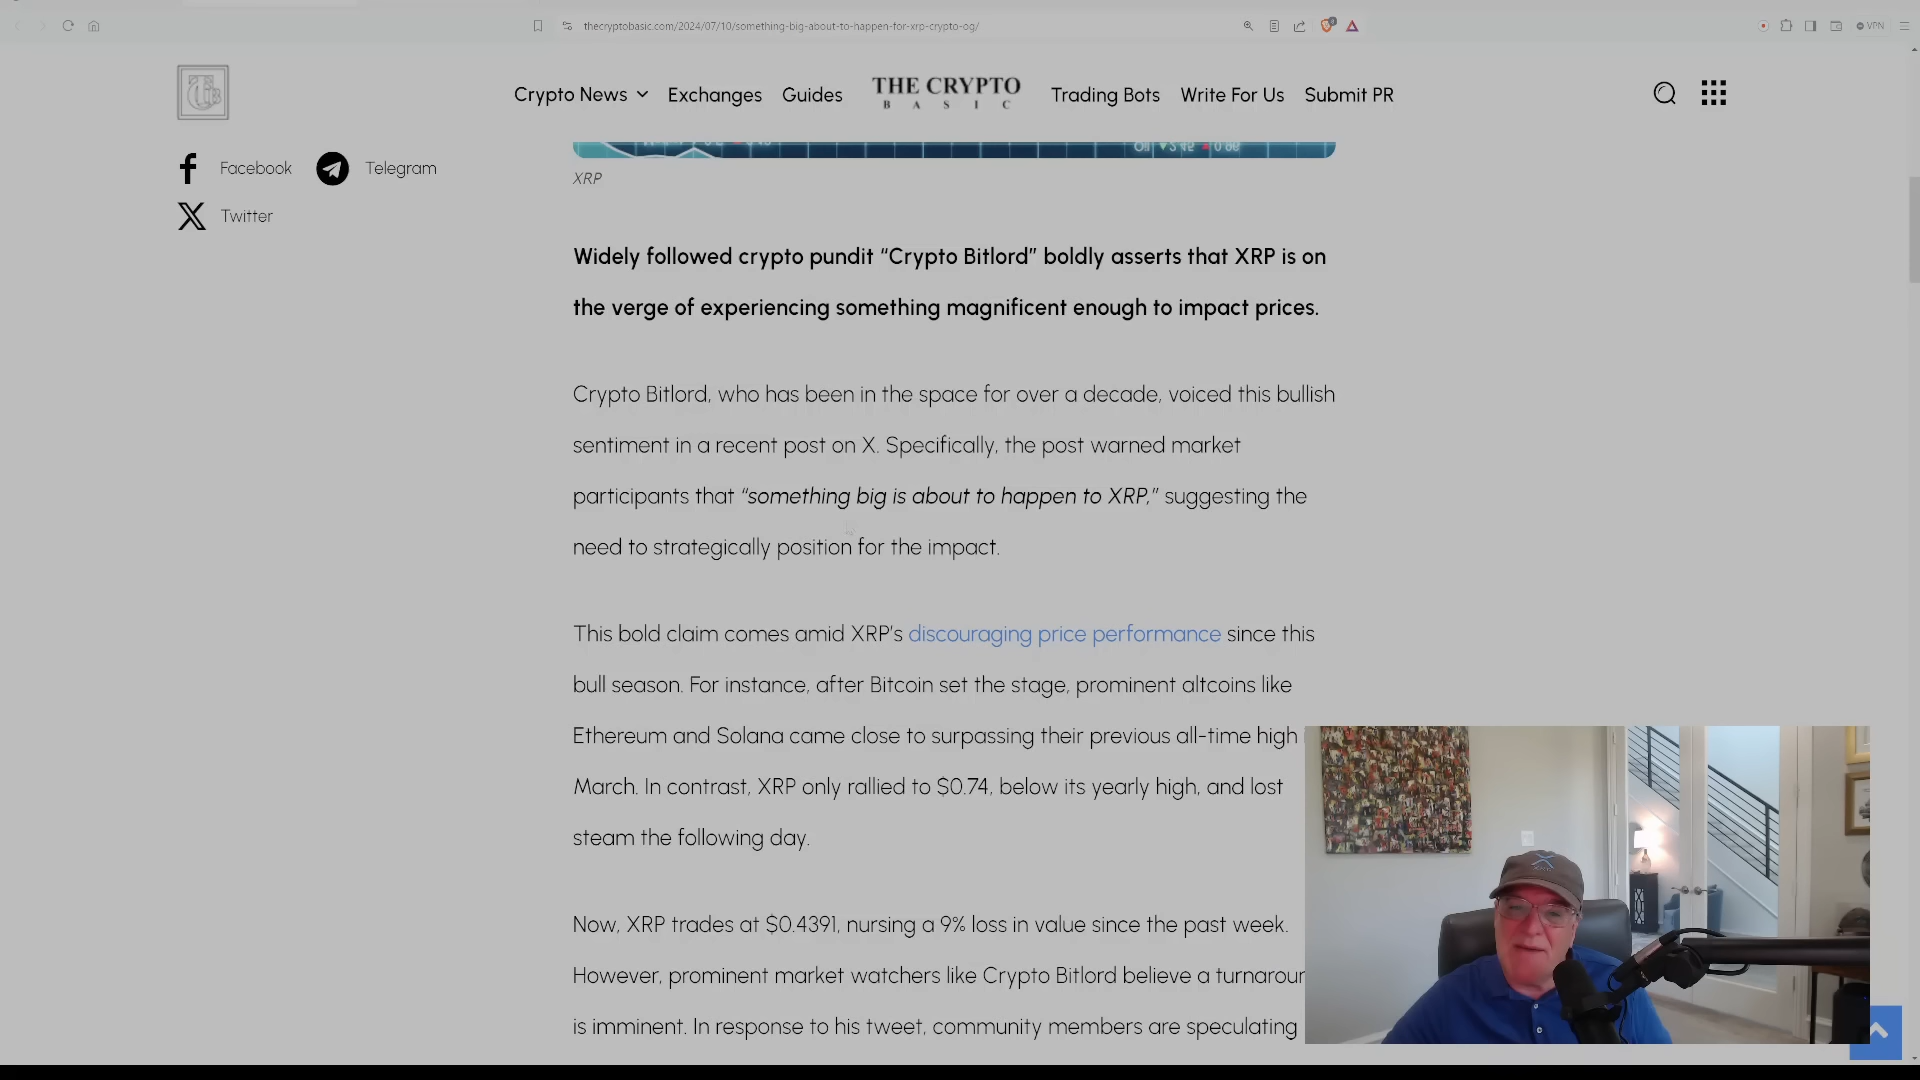 thecryptobasic.com/2024/07/10/something-big-about-to-happen-for-xrp-crypto-og/
VPN
Crypto News
Exchanges
Guides
THE CRYPTO
BASIC
Trading Bots
Write For Us
Submit PR
Facebook
Telegram
Twitter
XRP
Widely followed crypto pundit “Crypto Bitlord” boldly asserts that XRP is on
the verge of experiencing something magnificent enough to impact prices.
Crypto Bitlord, who has been in the space for over a decade, voiced this bullish
sentiment in a recent post on X. Specifically, the post warned market
participants that “something big is about to happen to XRP,” suggesting the
need to strategically position for the impact.
This bold claim comes amid XRP’s discouraging price performance since this
bull season. For instance, after Bitcoin set the stage, prominent altcoins like
Ethereum and Solana came close to surpassing their previous all-time high
March. In contrast, XRP only rallied to $0.74, below its yearly high, and lost
steam the following day.
Now, XRP trades at $0.4391, nursing a 9% loss in value since the past week.
However, prominent market watchers like Crypto Bitlord believe a turnaroun
is imminent. In response to his tweet, community members are speculating